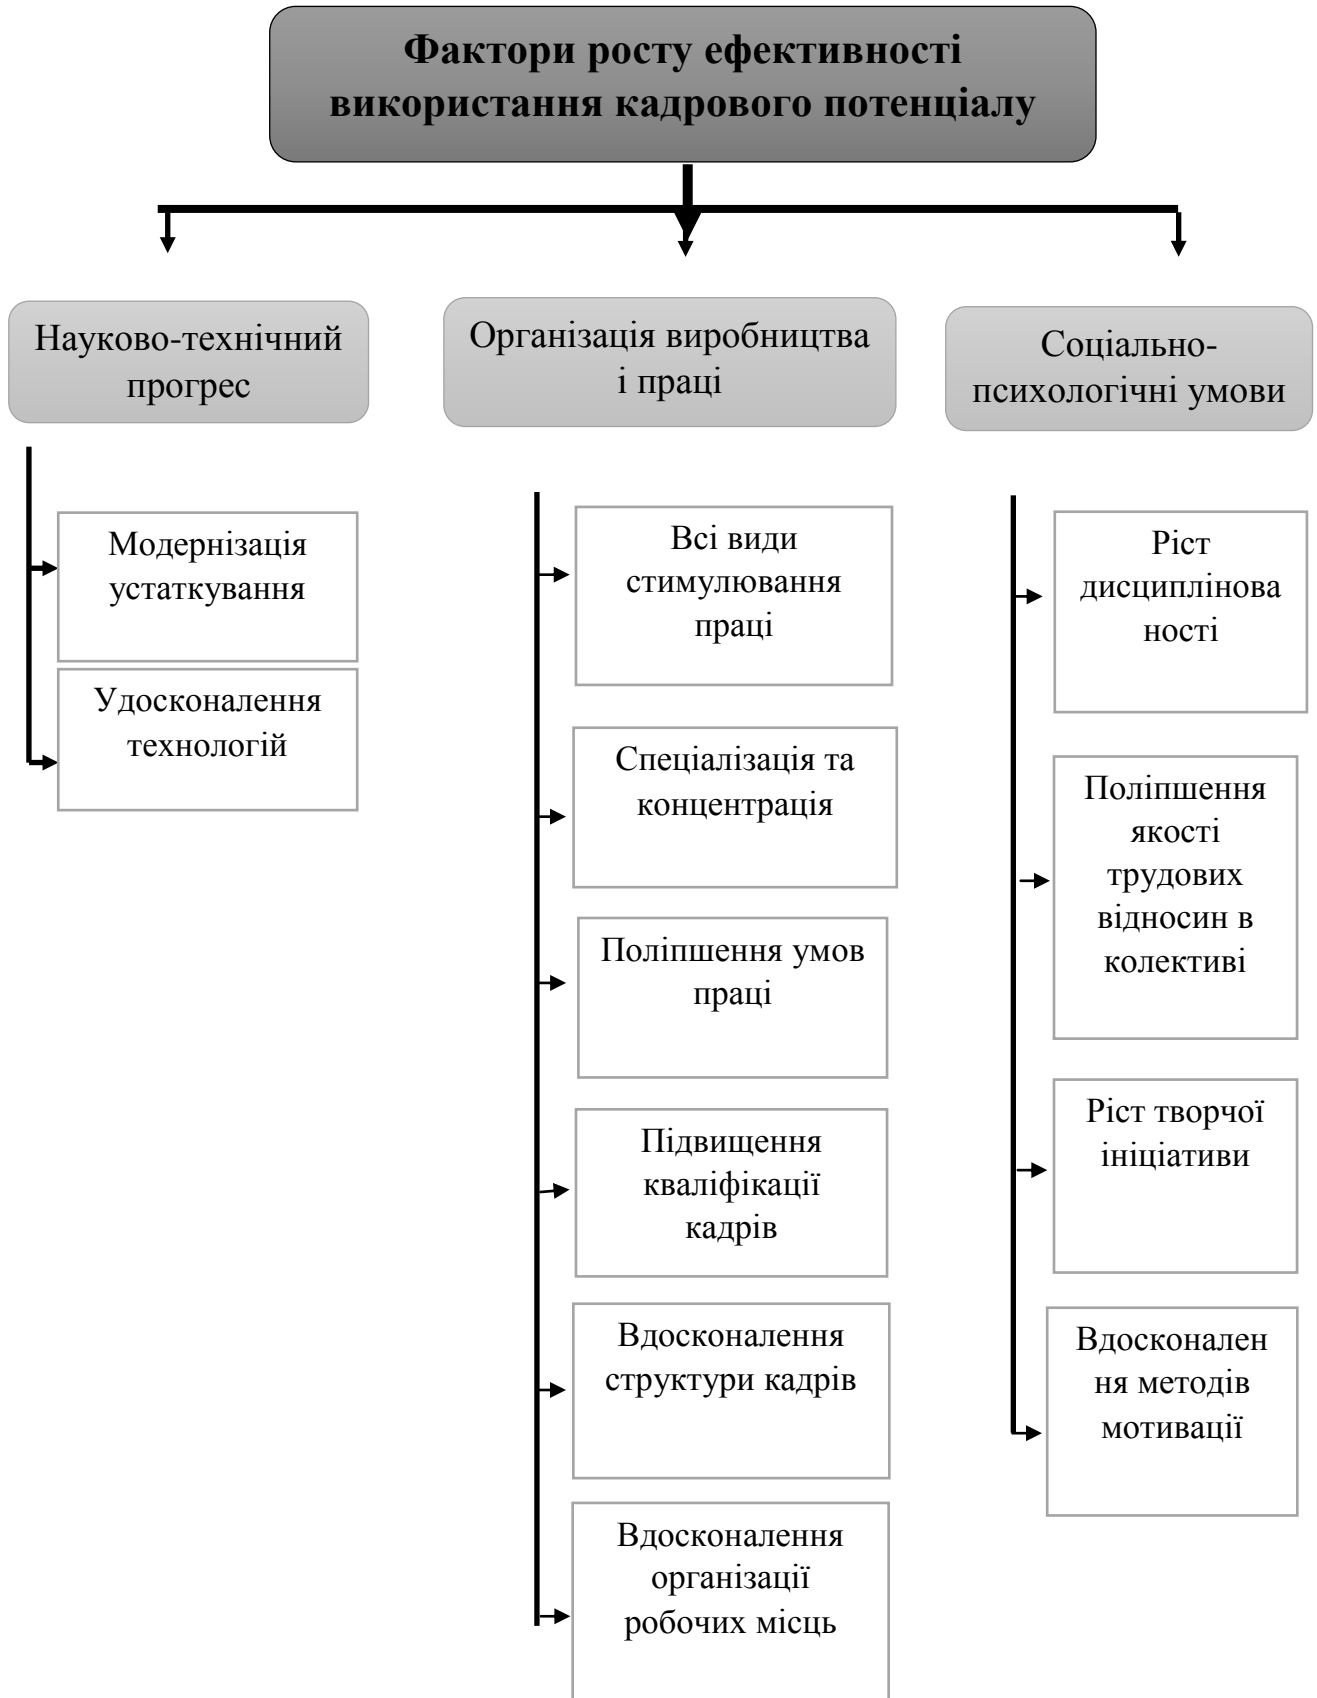 Фактори росту ефективності
використання кадрового потенціалу
Науково-технічний
прогрес
Організація виробництва
і праці
Соціально-
психологічні умови
Модернізація
устаткування
Удосконалення
технологій
Всі види
стимулювання
праці
Спеціалізація та
концентрація
Поліпшення умов
праці
Підвищення
кваліфікації
кадрів
Вдосконалення
структури кадрів
Вдосконалення
організації
робочих місць
Ріст
дисциплінова
ності
Поліпшення
якості
трудових
відносин в
колективі
Ріст творчої
ініціативи
Вдосконален
ня методів
мотивації